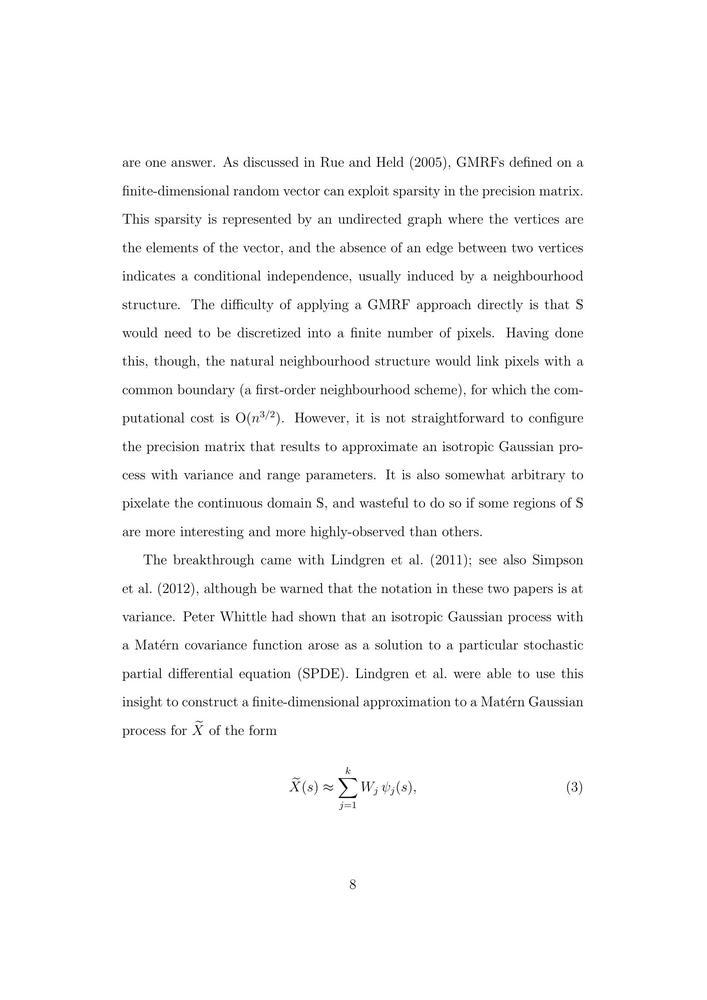 are one answer. As discussed in Rue and Held (2005), GMRFs defined on a
finite-dimensional random vector can exploit sparsity in the precision matrix.
This sparsity is represented by an undirected graph where the vertices are
the elements of the vector, and the absence of an edge between two vertices
indicates a conditional independence, usually induced by a neighbourhood
structure. The difficulty of applying a GMRF approach directly is that S
would need to be discretized into a finite number of pixels. Having done
this, though, the natural neighbourhood structure would link pixels with a
common boundary (a first-order neighbourhood scheme), for which the com-
putational cost is O(n^{3/2}). However, it is not straightforward to configure
the precision matrix that results to approximate an isotropic Gaussian pro-
cess with variance and range parameters. It is also somewhat arbitrary to
pixelate the continuous domain S, and wasteful to do so if some regions of S
are more interesting and more highly-observed than others.
The breakthrough came with Lindgren et al. (2011); see also Simpson
et al. (2012), although be warned that the notation in these two papers is at
variance. Peter Whittle had shown that an isotropic Gaussian process with
a Matérn covariance function arose as a solution to a particular stochastic
partial differential equation (SPDE). Lindgren et al. were able to use this
insight to construct a finite-dimensional approximation to a Matérn Gaussian
process for X̃ of the form
X̃(s) ≈ ∑_{j=1}^{k} W_j ψ_j(s), (3)
8